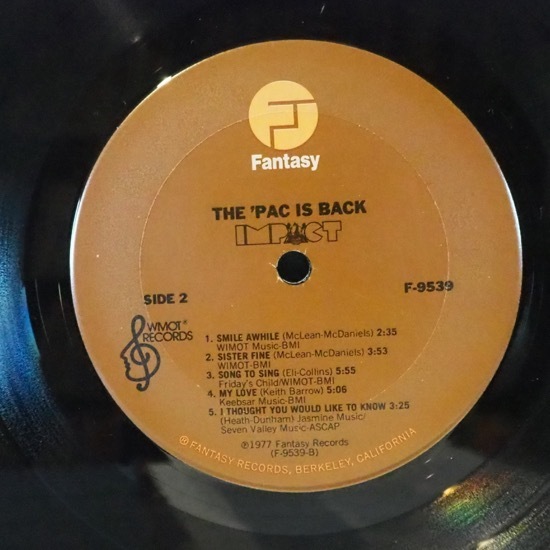 Fantasy
THE 'PAC IS BACK
IMPACT
SIDE 2
F-9539
WMOT®
RECORDS
1. SMILE AWHILE (McLean-McDaniels) 2:35
WIMOT Music-BMI
2. SISTER FINE (McLean-McDaniels) 3:53
WIMOT-BMI
3. SONG TO SING (Eli-Collins) 5:55
Friday's Child/WIMOT-BMI
4. MY LOVE (Keith Barrow) 5:06
Keebsar Music-BMI
5. I THOUGHT YOU WOULD LIKE TO KNOW 3:25
(Heath-Dunham) Jasmine Music/
Seven Valley Music-ASCAP
℗1977 Fantasy Records
(F-9539-B)
℗ FANTASY RECORDS, BERKELEY, CALIFORNIA